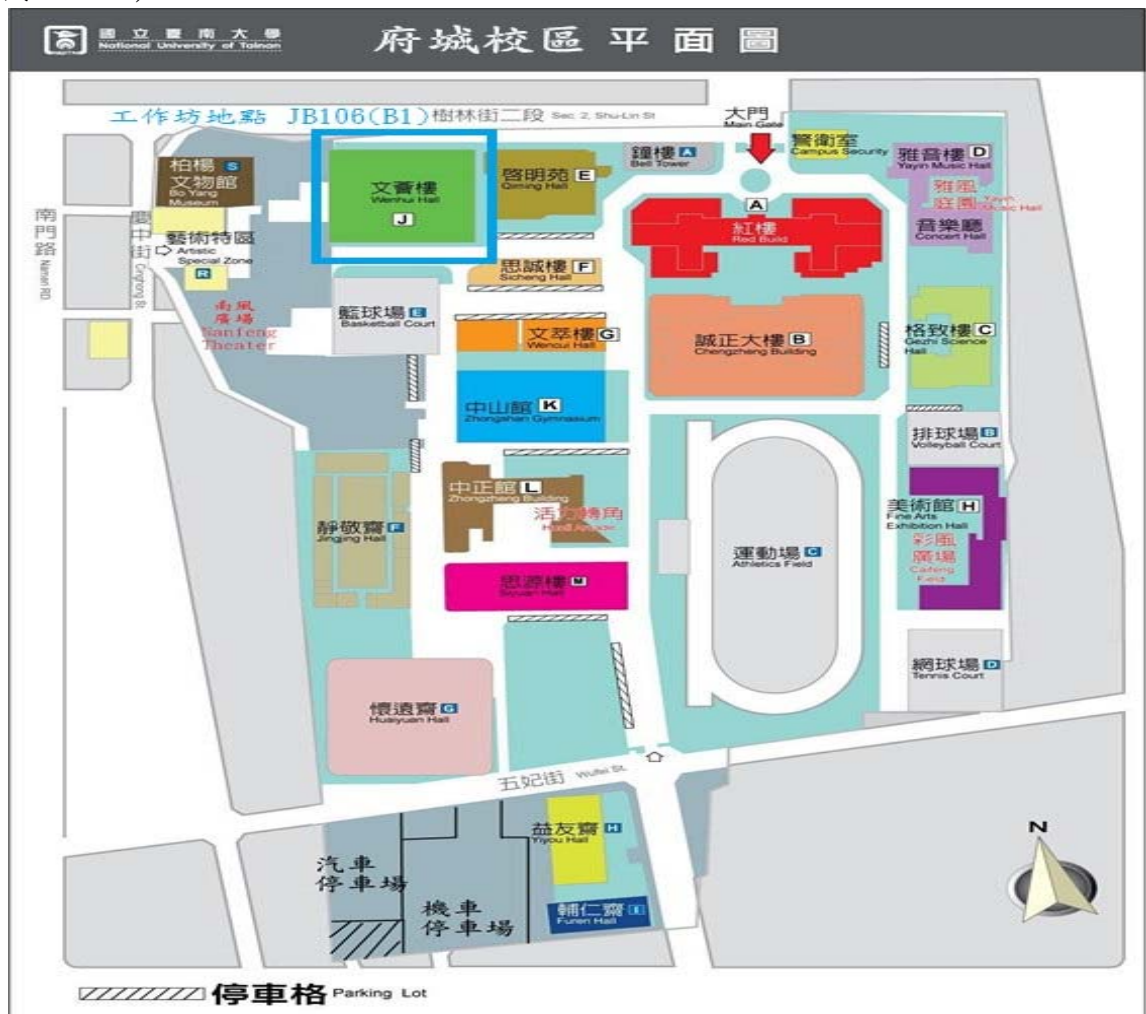 國立臺南大學
National University of Tainan
府城校區平面圖
工作坊地點 JB106(B1)
樹林街二段 Sec 2, Shu-Lin St
大門
Main Gate
警衛室
Campus Security
鐘樓 A
Bell Tower
雅音樓 D
Yayin Music Hall
雅風
庭園
音樂廳
Concert Hall
柏楊 S
文物館
Bo Yang
Museum
文薈樓
Wenhui Hall
J
啓明苑 E
Qiming Hall
A
紅樓
Red Build
南門路 Nanmen RD
慶中街
藝術特區
Artistic
Special Zone
R
思誠樓 F
Sicheng Hall
南風
廣場
Nanfeng
Theater
籃球場 E
Basketball Court
文萃樓 G
Wencui Hall
誠正大樓 B
Chengzheng Building
格致樓 C
Gezhi Science
Hall
中山館 K
Zhongshan Gymnasium
排球場 B
Volleyball Court
中正館 L
Zhongzheng Building
活力轉角
靜敬齋 F
Jingjing Hall
美術館 H
Fine Arts
Exhibition Hall
彩風
廣場
Caifeng
Field
運動場 C
Athletics Field
思源樓 M
Siyuan Hall
網球場 D
Tennis Court
懷遠齋 G
Huaiyuan Hall
五妃街 Wufei St.
益友齋 H
Yiyou Hall
汽車
停車場
機車
停車場
輔仁齋 I
Furen Hall
N
停車格 Parking Lot